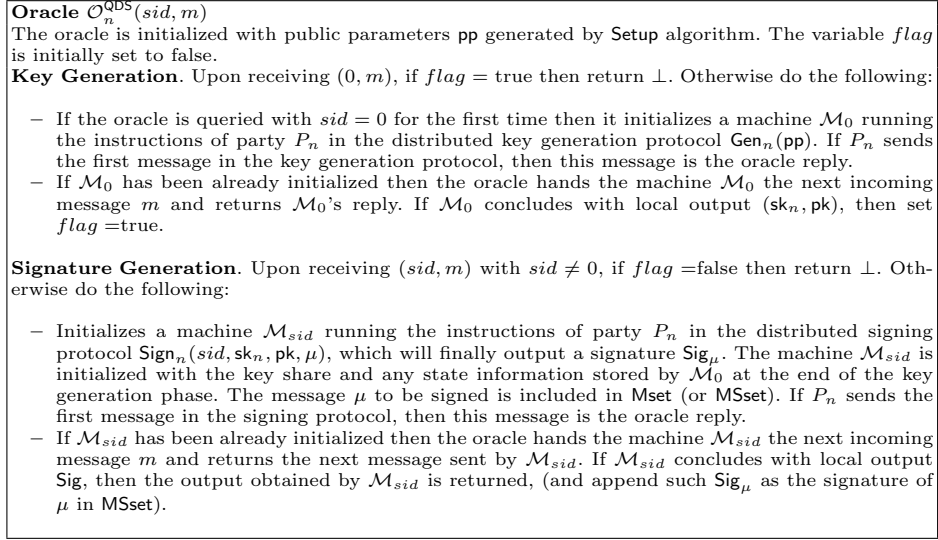 Oracle $\mathcal{O}_n^{\mathsf{QDS}}(sid, m)$
The oracle is initialized with public parameters pp generated by Setup algorithm. The variable flag
is initially set to false.
Key Generation. Upon receiving (0, m), if flag = true then return ⊥. Otherwise do the following:
– If the oracle is queried with sid = 0 for the first time then it initializes a machine $\mathcal{M}_0$ running
the instructions of party $P_n$ in the distributed key generation protocol $\mathsf{Gen}_n(\mathsf{pp})$. If $P_n$ sends
the first message in the key generation protocol, then this message is the oracle reply.
– If $\mathcal{M}_0$ has been already initialized then the oracle hands the machine $\mathcal{M}_0$ the next incoming
message m and returns $\mathcal{M}_0$'s reply. If $\mathcal{M}_0$ concludes with local output $(\mathsf{sk}_n, \mathsf{pk})$, then set
flag =true.
Signature Generation. Upon receiving (sid, m) with sid ≠ 0, if flag =false then return ⊥. Oth-
erwise do the following:
– Initializes a machine $\mathcal{M}_{sid}$ running the instructions of party $P_n$ in the distributed signing
protocol $\mathsf{Sign}_n(sid, \mathsf{sk}_n, \mathsf{pk}, \mu)$, which will finally output a signature $\mathsf{Sig}_\mu$. The machine $\mathcal{M}_{sid}$ is
initialized with the key share and any state information stored by $\mathcal{M}_0$ at the end of the key
generation phase. The message μ to be signed is included in Mset (or MSset). If $P_n$ sends the
first message in the signing protocol, then this message is the oracle reply.
– If $\mathcal{M}_{sid}$ has been already initialized then the oracle hands the machine $\mathcal{M}_{sid}$ the next incoming
message m and returns the next message sent by $\mathcal{M}_{sid}$. If $\mathcal{M}_{sid}$ concludes with local output
Sig, then the output obtained by $\mathcal{M}_{sid}$ is returned, (and append such $\mathsf{Sig}_\mu$ as the signature of
μ in MSset).